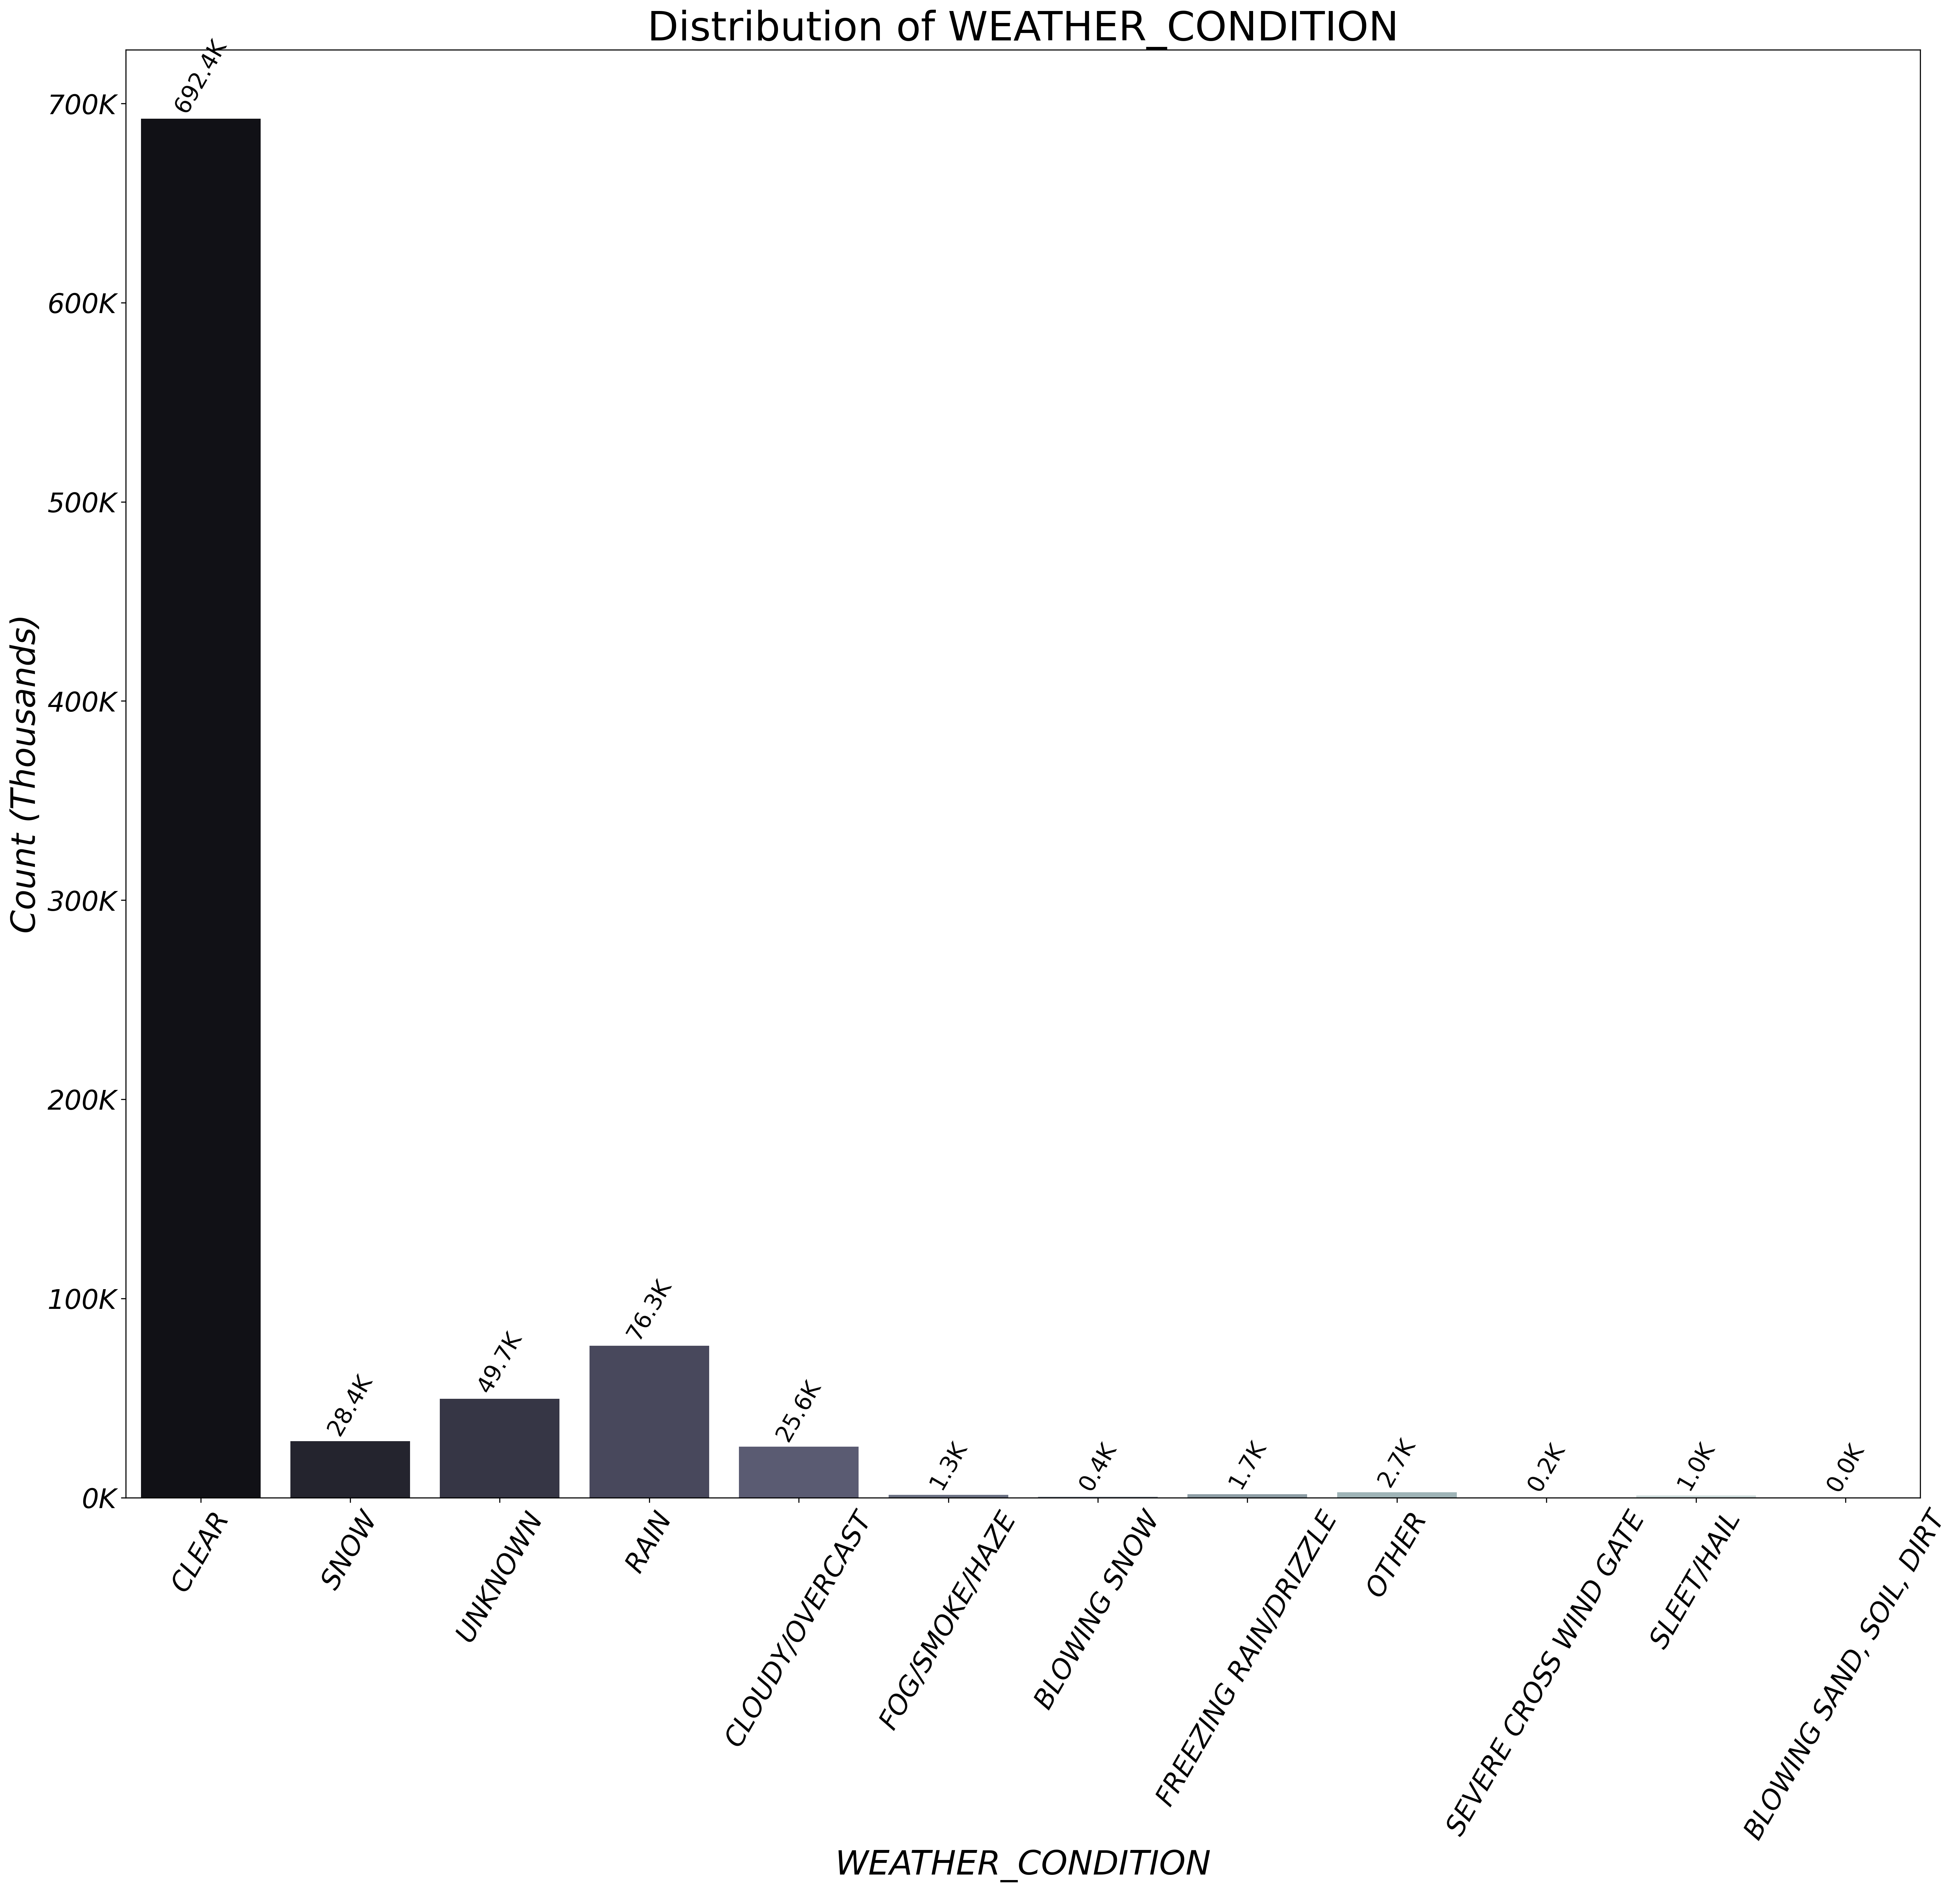 Distribution of WEATHER_CONDITION
Count (Thousands)
700K
600K
500K
400K
300K
200K
100K
0K
692.4K
28.4K
49.7K
76.3K
25.6K
1.3K
0.4K
1.7K
2.7K
0.2K
1.0K
0.0K
CLEAR
SNOW
UNKNOWN
RAIN
CLOUDY/OVERCAST
FOG/SMOKE/HAZE
BLOWING SNOW
FREEZING RAIN/DRIZZLE
OTHER
SEVERE CROSS WIND GATE
SLEET/HAIL
BLOWING SAND, SOIL, DIRT
WEATHER_CONDITION